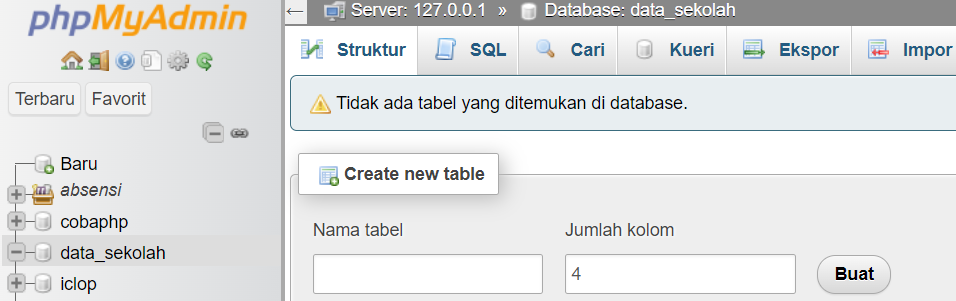 phpMyAdmin
Terbaru Favorit
Baru
absensi
cobaphp
data_sekolah
iclop
Server: 127.0.0.1 » Database: data_sekolah
Struktur SQL Cari Kueri Ekspor Impor
Tidak ada tabel yang ditemukan di database.
Create new table
Nama tabel Jumlah kolom
4 Buat